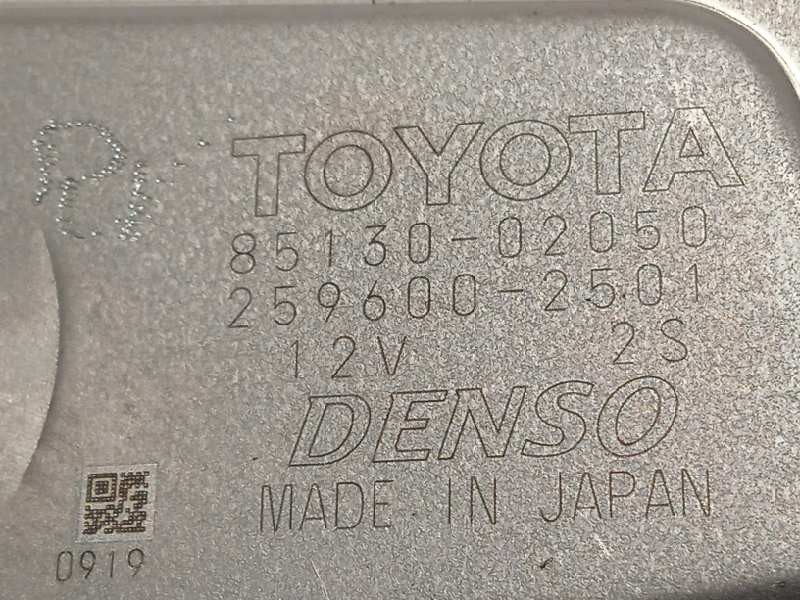 TOYOTA
85130-02050
259600-2501
12V 2S
DENSO
MADE IN JAPAN
0919